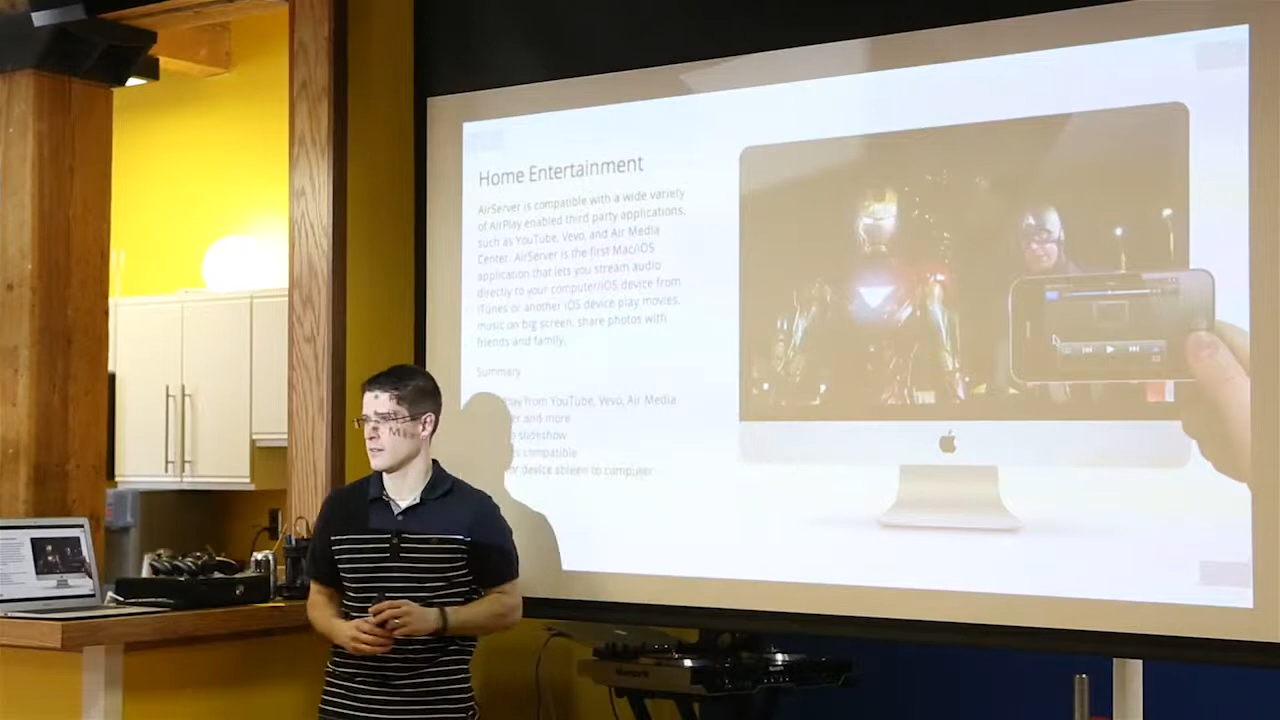 Home Entertainment
AirServer is compatible with a wide variety
of AirPlay enabled third party applications,
such as YouTube, Vevo, and Air Media
Center. AirServer is the first Mac/iOS
application that lets you stream audio
directly to your computer/iOS device from
iTunes or another iOS device play movies,
music on big screen, share photos with
friends and family.
Summary
Play from YouTube, Vevo, Air Media
and more
slideshow
compatible
device screen to computer
Numark